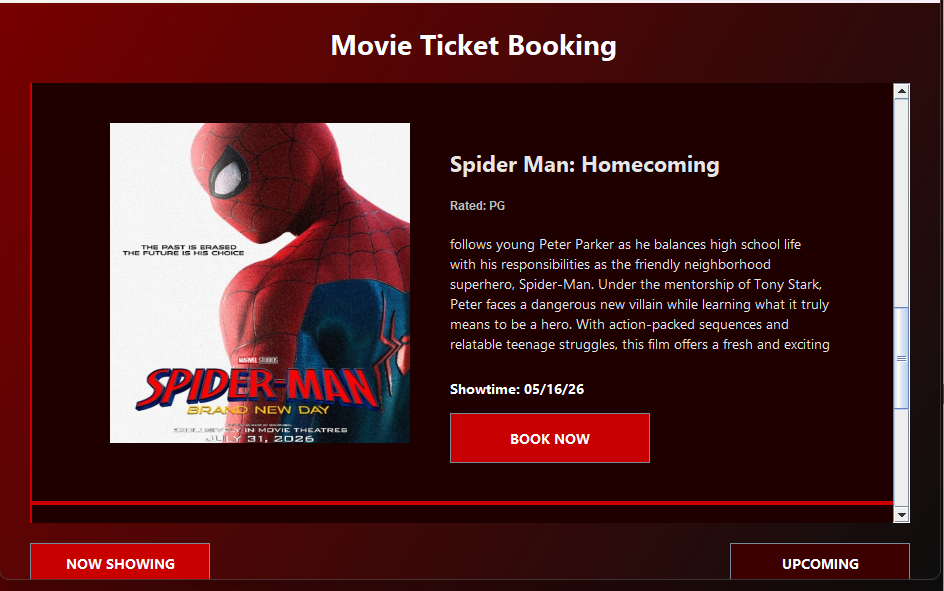 Movie Ticket Booking
THE PAST IS ERASED
THE FUTURE IS HIS CHOICE
MARVEL STUDIOS
SPIDER-MAN
BRAND NEW DAY
IN MOVIE THEATRES
JULY 31, 2026
Spider Man: Homecoming
Rated: PG
follows young Peter Parker as he balances high school life
with his responsibilities as the friendly neighborhood
superhero, Spider-Man. Under the mentorship of Tony Stark,
Peter faces a dangerous new villain while learning what it truly
means to be a hero. With action-packed sequences and
relatable teenage struggles, this film offers a fresh and exciting
Showtime: 05/16/26
BOOK NOW
NOW SHOWING
UPCOMING